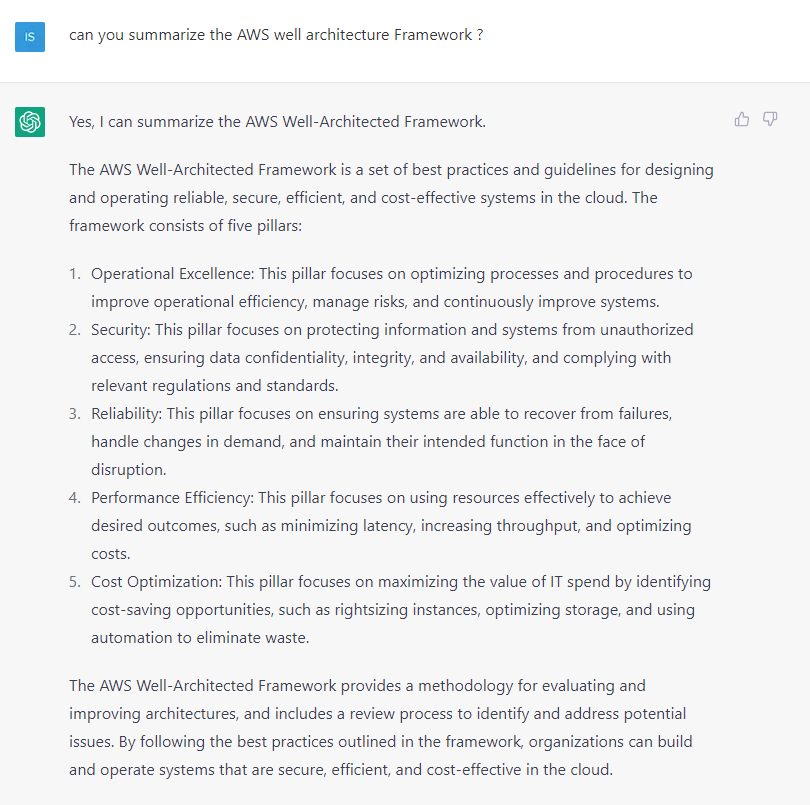 IS
can you summarize the AWS well architecture Framework ?
Yes, I can summarize the AWS Well-Architected Framework.
The AWS Well-Architected Framework is a set of best practices and guidelines for designing
and operating reliable, secure, efficient, and cost-effective systems in the cloud. The
framework consists of five pillars:
1. Operational Excellence: This pillar focuses on optimizing processes and procedures to
improve operational efficiency, manage risks, and continuously improve systems.
2. Security: This pillar focuses on protecting information and systems from unauthorized
access, ensuring data confidentiality, integrity, and availability, and complying with
relevant regulations and standards.
3. Reliability: This pillar focuses on ensuring systems are able to recover from failures,
handle changes in demand, and maintain their intended function in the face of
disruption.
4. Performance Efficiency: This pillar focuses on using resources effectively to achieve
desired outcomes, such as minimizing latency, increasing throughput, and optimizing
costs.
5. Cost Optimization: This pillar focuses on maximizing the value of IT spend by identifying
cost-saving opportunities, such as rightsizing instances, optimizing storage, and using
automation to eliminate waste.
The AWS Well-Architected Framework provides a methodology for evaluating and
improving architectures, and includes a review process to identify and address potential
issues. By following the best practices outlined in the framework, organizations can build
and operate systems that are secure, efficient, and cost-effective in the cloud.